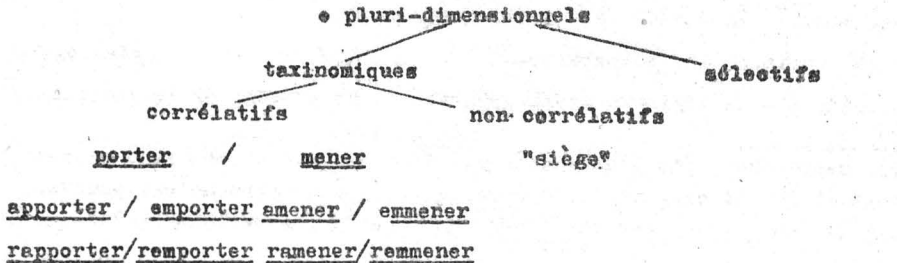 • pluri-dimensionnels
taxinomiques sélectifs
corrélatifs non corrélatifs
porter / mener "siège"
apporter / emporter amener / emmener
rapporter/remporter ramener/remmener